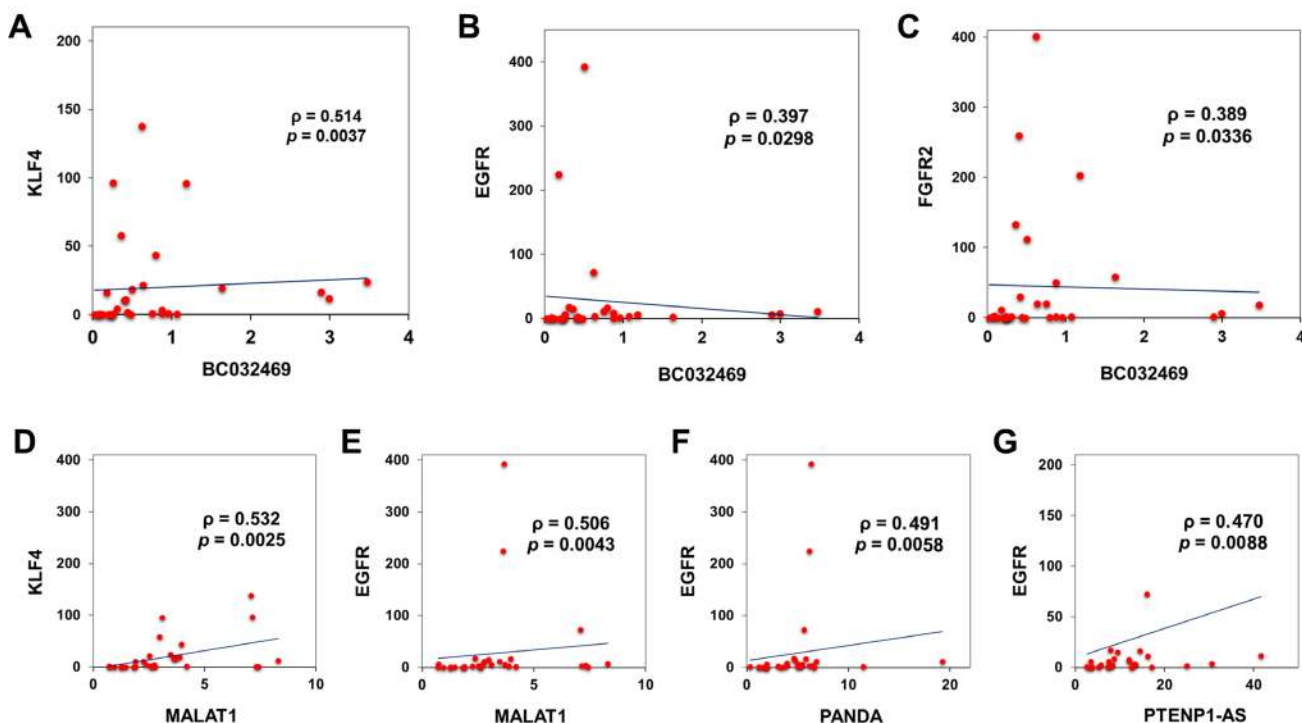 A
KLF4
200
150
100
50
0
0 1 2 3 4
ρ = 0.514
p = 0.0037
BC032469
B
EGFR
400
300
200
100
0
0 1 2 3 4
ρ = 0.397
p = 0.0298
BC032469
C
FGFR2
400
300
200
100
0
0 1 2 3 4
ρ = 0.389
p = 0.0336
BC032469
D
KLF4
400
300
200
100
0
0 5 10
ρ = 0.532
p = 0.0025
MALAT1
E
EGFR
400
300
200
100
0
0 5 10
ρ = 0.506
p = 0.0043
MALAT1
F
EGFR
400
300
200
100
0
0 10 20
ρ = 0.491
p = 0.0058
PANDA
G
EGFR
200
150
100
50
0
0 20 40
ρ = 0.470
p = 0.0088
PTENP1-AS